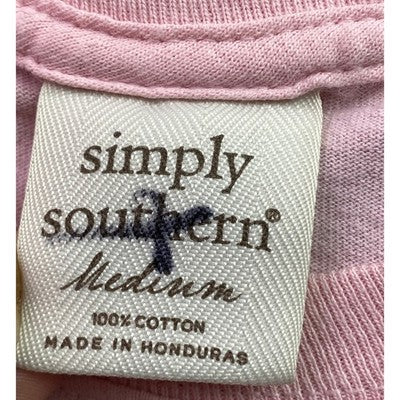 simply
southern®
Medium
100% COTTON
MADE IN HONDURAS